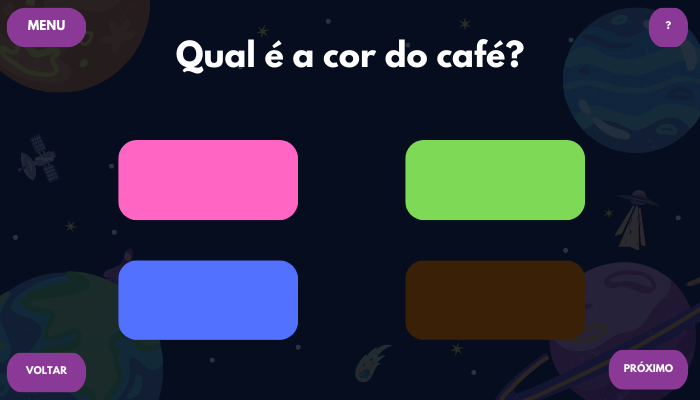 MENU
?
Qual é a cor do café?
VOLTAR
PRÓXIMO